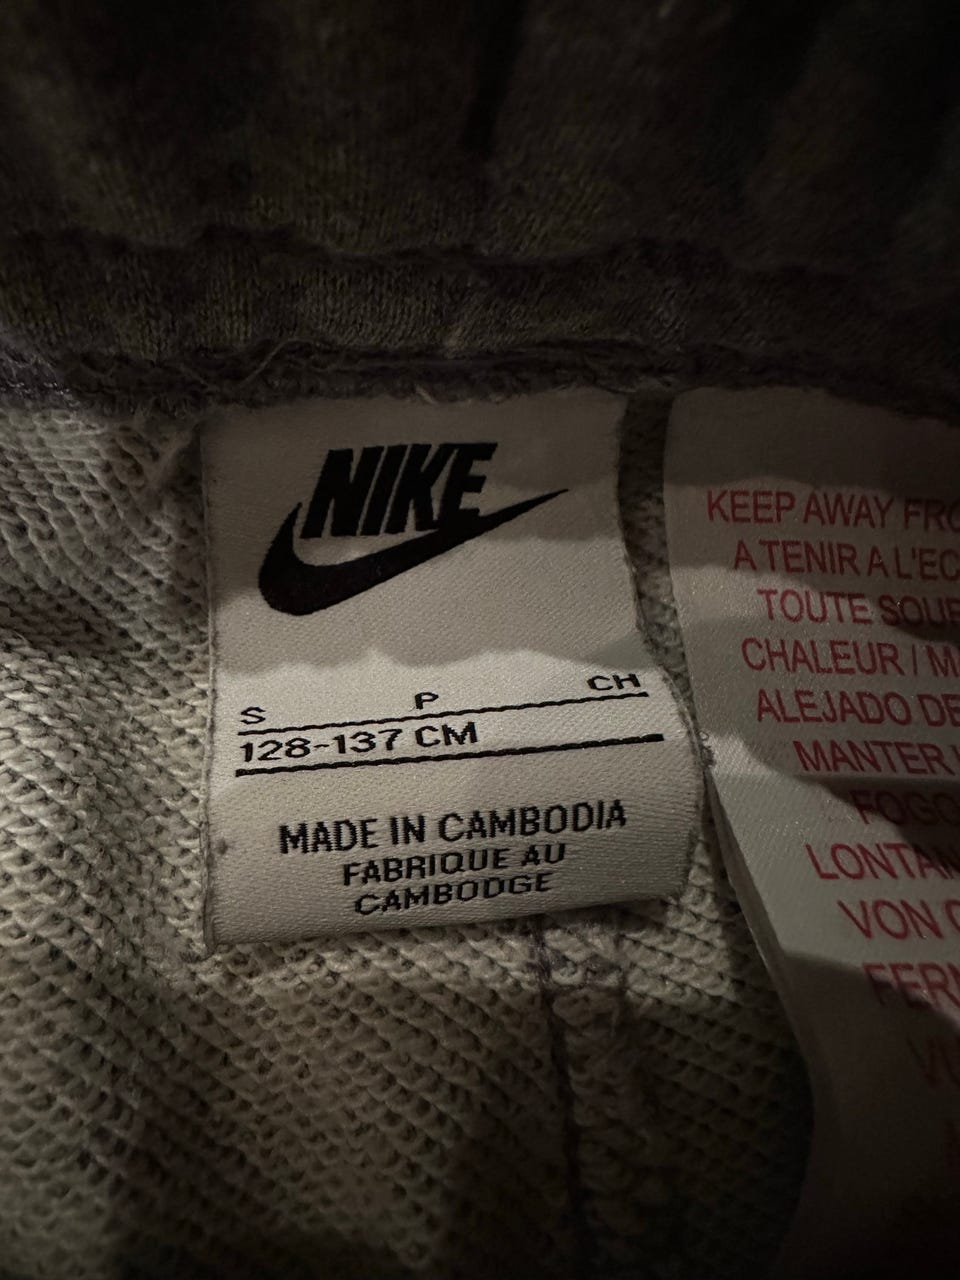 NIKE
S P CH
128-137 CM
MADE IN CAMBODIA
FABRIQUE AU
CAMBODGE
KEEP AWAY
A TENIR A
TOUTE
CHALEUR /
ALEJADO
MANTER
VON